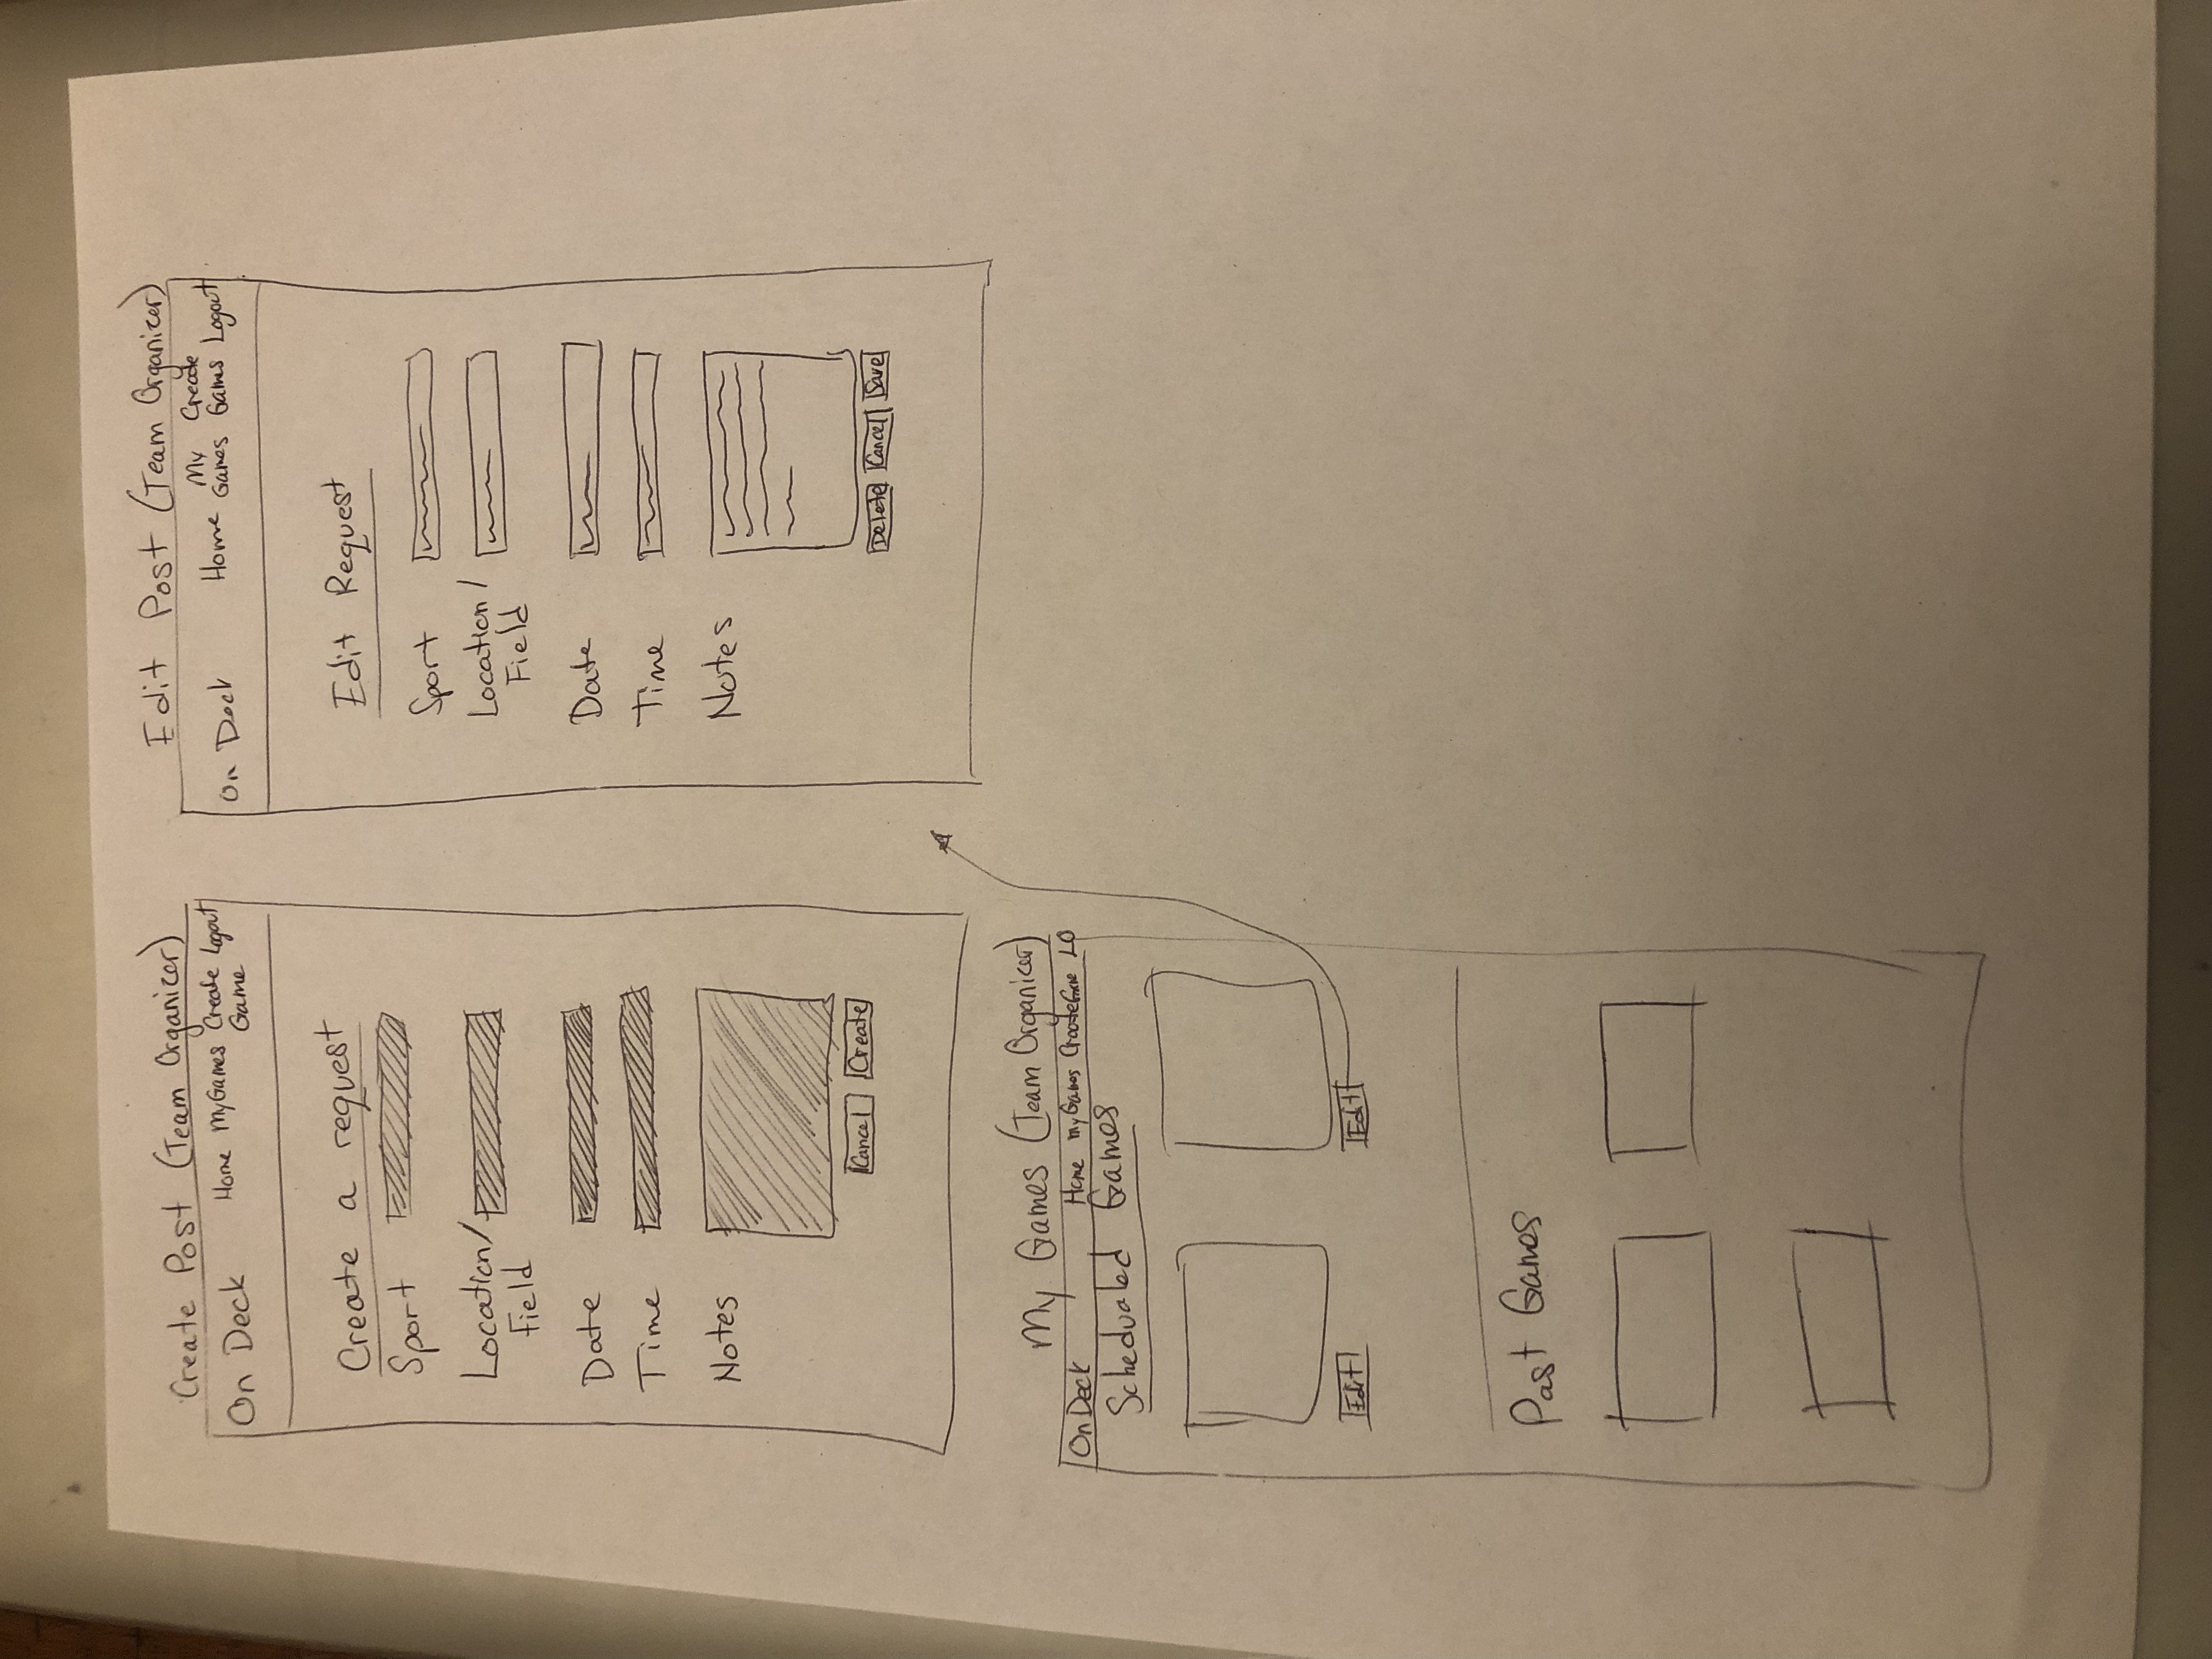 Create Post (Team Organizer)
On Deck Home MyGames Create Logout
Game
Create a request
Sport
Location/
Field
Date
Time
Notes
Cancel Create
Edit Post (Team Organizer)
On Deck Home My Create Logout
Games Games
Edit Request
Sport
Location/
Field
Date
Time
Notes
Delete Cancel Save
My Games (Team Organizer)
On Deck Home MyGames CreateGame LO
Schedualed Games
Edit Edit
Past Games